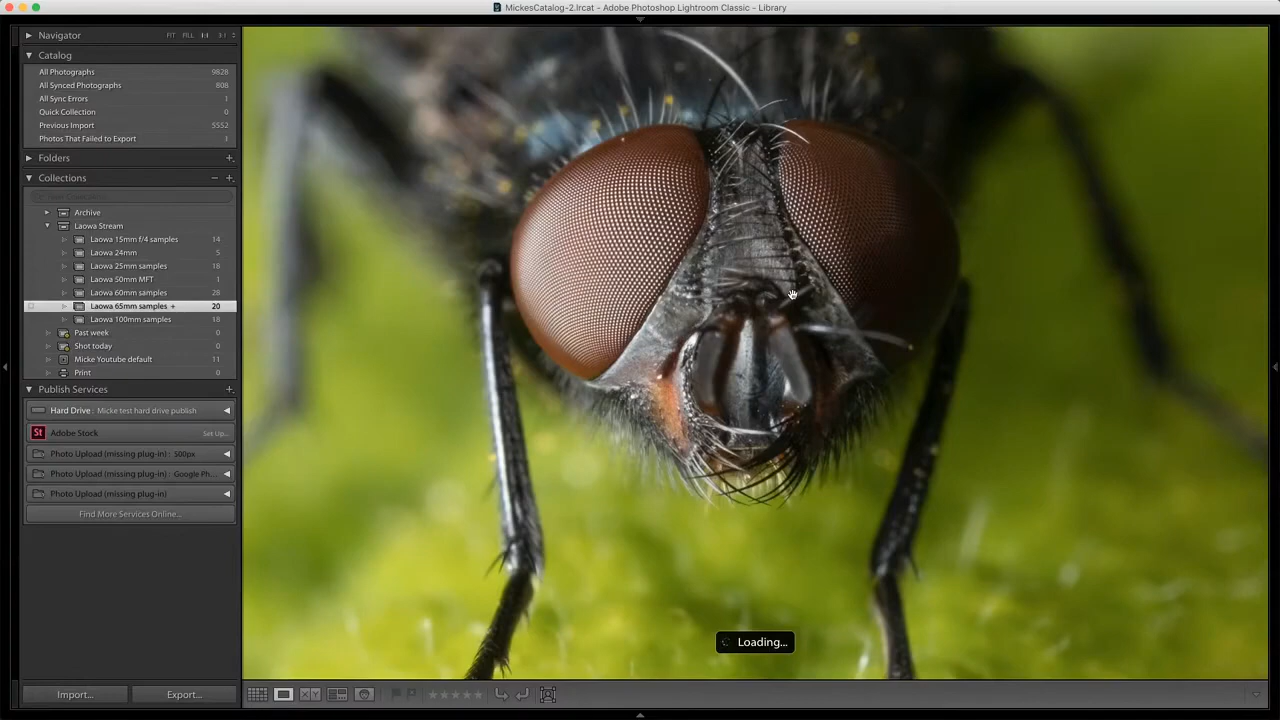 MickesCatalog-2.lrcat - Adobe Photoshop Lightroom Classic - Library
Navigator FIT FILL 1:1 3:1
Catalog
All Photographs 9828
All Synced Photographs 808
All Sync Errors 1
Quick Collection 0
Previous Import 5552
Photos That Failed to Export 1
Folders +
Collections − +
Archive
Laowa Stream
Laowa 15mm f/4 samples 14
Laowa 24mm 5
Laowa 25mm samples 18
Laowa 50mm MFT 1
Laowa 60mm samples 28
Laowa 65mm samples + 20
Laowa 100mm samples 18
Past week 0
Shot today 0
Micke Youtube default 11
Print 0
Publish Services +
Hard Drive : Micke test hard drive publish
St Adobe Stock Set Up...
Photo Upload (missing plug-in) : 500px
Photo Upload (missing plug-in) : Google Ph...
Photo Upload (missing plug-in)
Find More Services Online...
Loading...
Import... Export...
XY